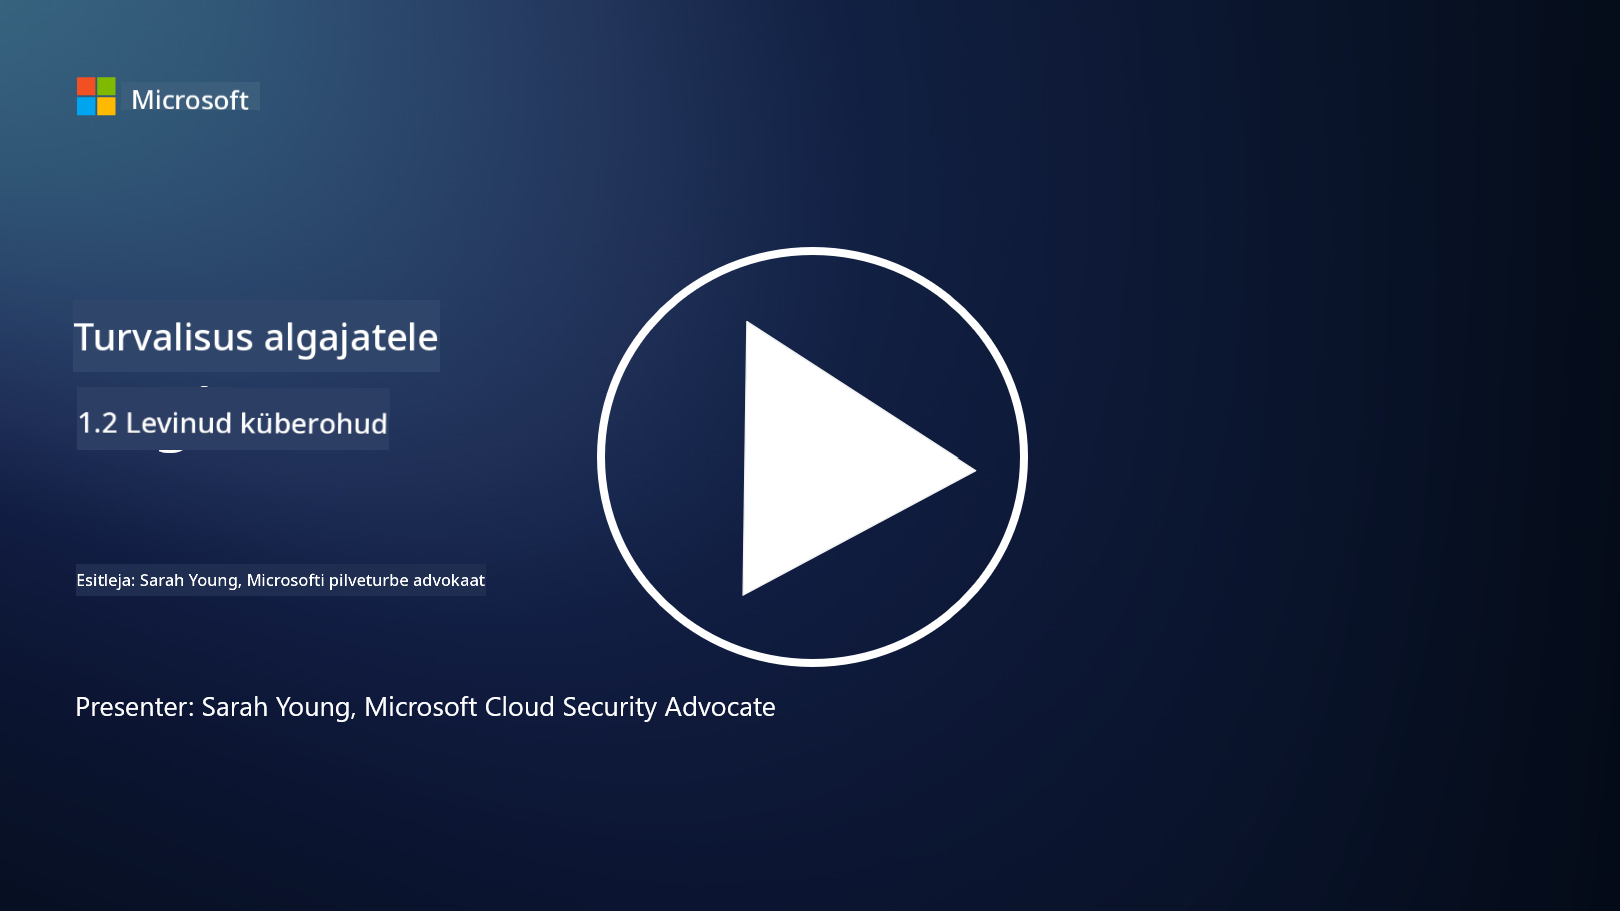 Microsoft
Turvalisus algajatele
1.2 Levinud küberohud
Esitleja: Sarah Young, Microsofti pilveturbe advokaat
Presenter: Sarah Young, Microsoft Cloud Security Advocate